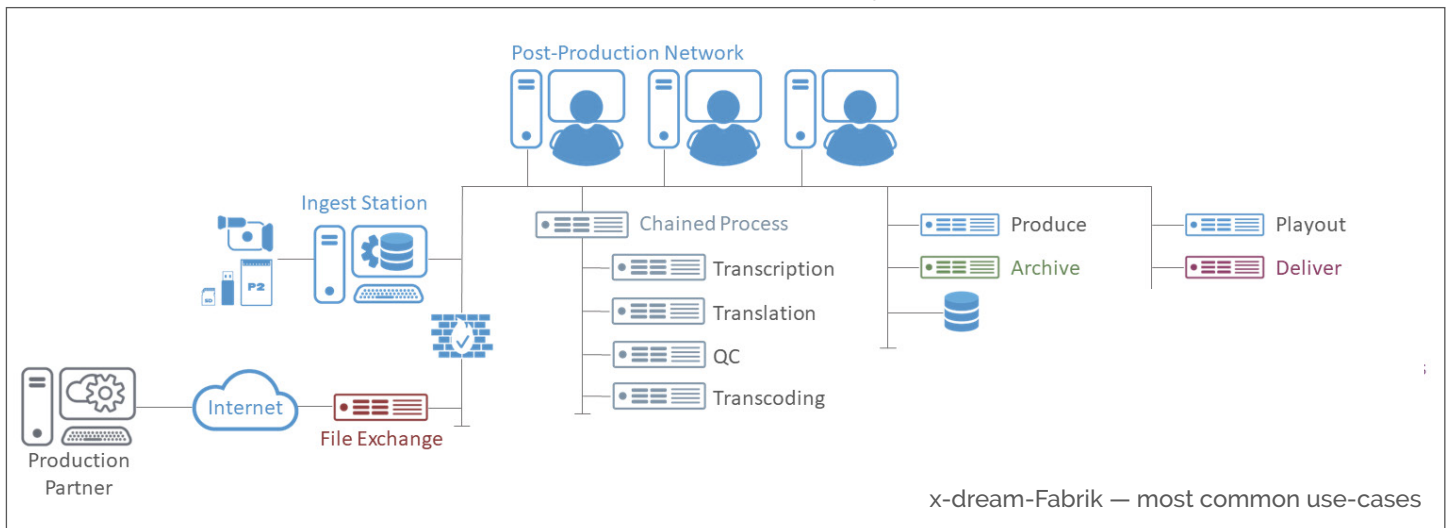 Post-Production Network
Ingest Station
P2
SD
Chained Process
Transcription
Translation
QC
Transcoding
Produce
Archive
Playout
Deliver
Internet
File Exchange
Production
Partner
x-dream-Fabrik — most common use-cases